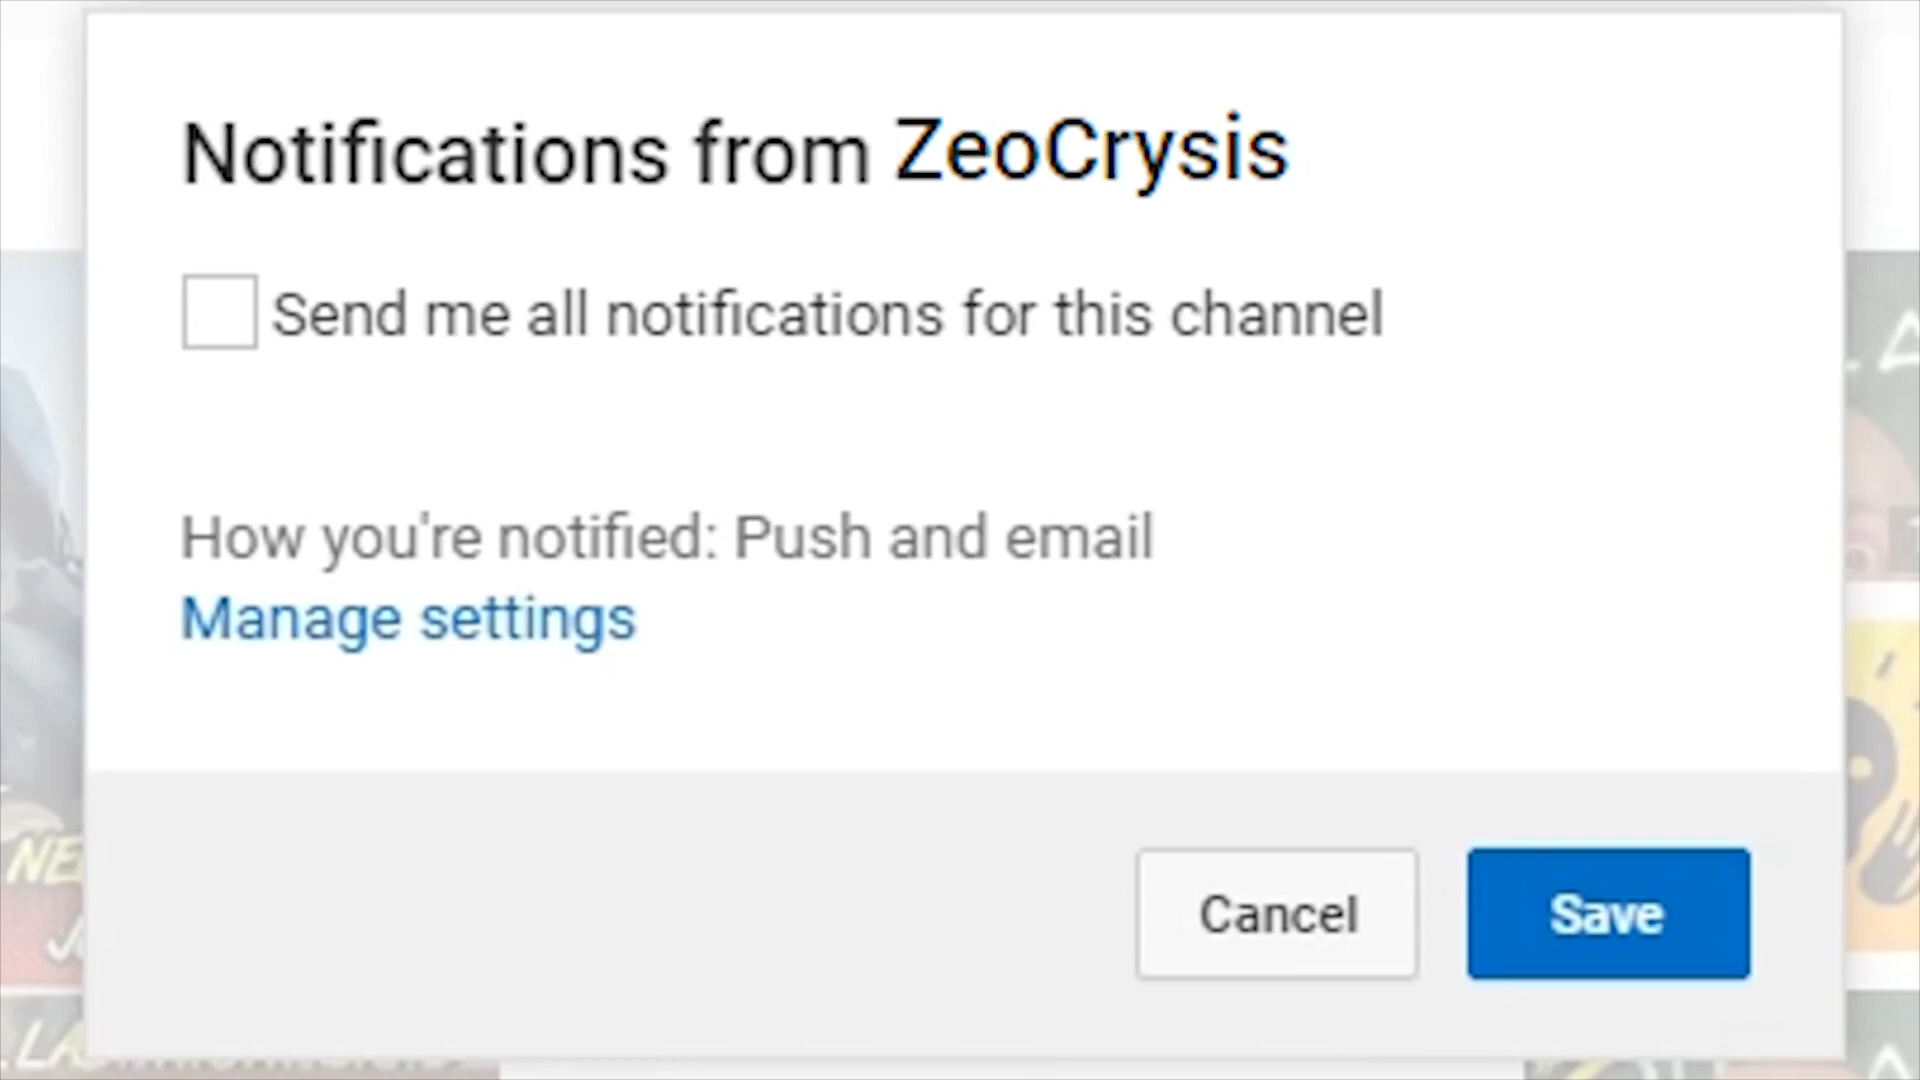 Notifications from ZeoCrysis
Send me all notifications for this channel
How you're notified: Push and email
Manage settings
Cancel
Save
NE